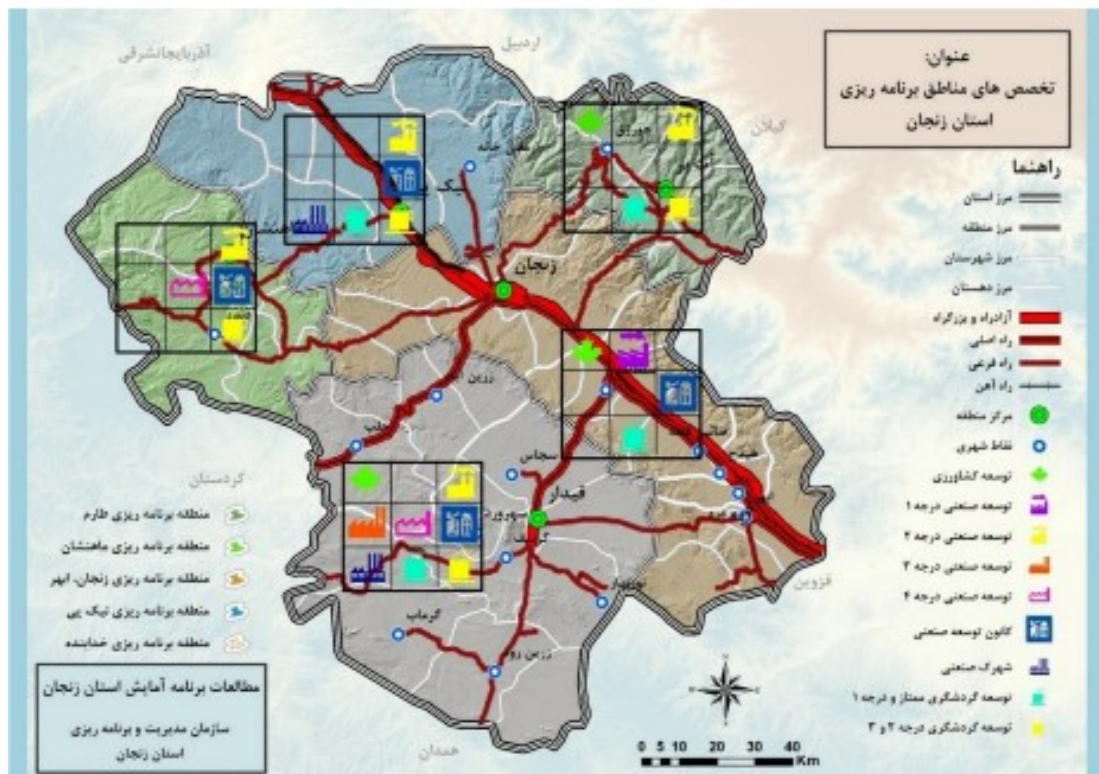 عنوان:
تخصص های مناطق برنامه ریزی
استان زنجان
آذربایجانشرقی
اردبیل
گیلان
کردستان
قزوین
همدان
زنجان
قیدار
سجاس
گرماب
زرین رود
راهنما
مرز استان
مرز منطقه
مرز شهرستان
مرز دهستان
آزادراه و بزرگراه
راه اصلی
راه فرعی
راه آهن
مرکز منطقه
نقاط شهری
توسعه کشاورزی
توسعه صنعتی درجه ۱
توسعه صنعتی درجه ۲
توسعه صنعتی درجه ۳
توسعه صنعتی درجه ۴
کانون توسعه صنعتی
شهرک صنعتی
توسعه گردشگری ممتاز و درجه ۱
توسعه گردشگری درجه ۲ و ۳
منطقه برنامه ریزی طارم
منطقه برنامه ریزی ماهنشان
منطقه برنامه ریزی زنجان، ابهر
منطقه برنامه ریزی نیک پی
منطقه برنامه ریزی خدابنده
مطالعات برنامه آمایش استان زنجان
سازمان مدیریت و برنامه ریزی
استان زنجان
0 5 10 20 30 40
Km